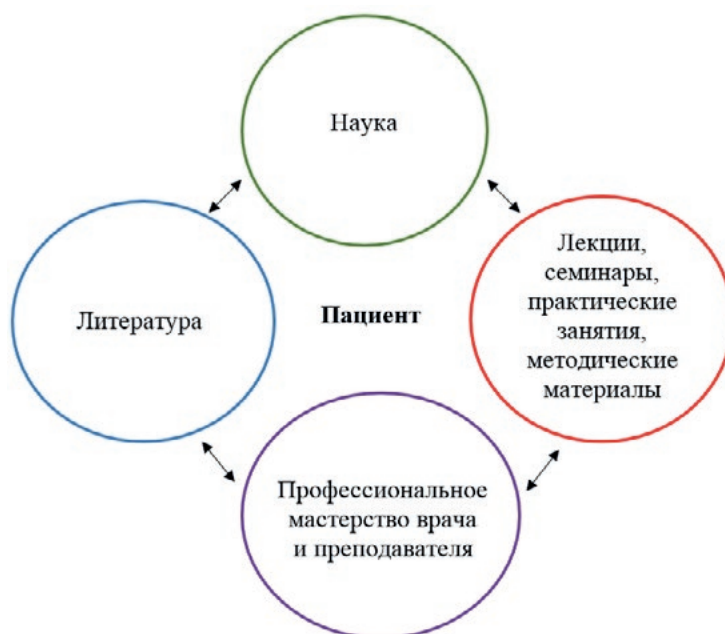 Наука
Литература
Пациент
Лекции,
семинары,
практические
занятия,
методические
материалы
Профессиональное
мастерство врача
и преподавателя